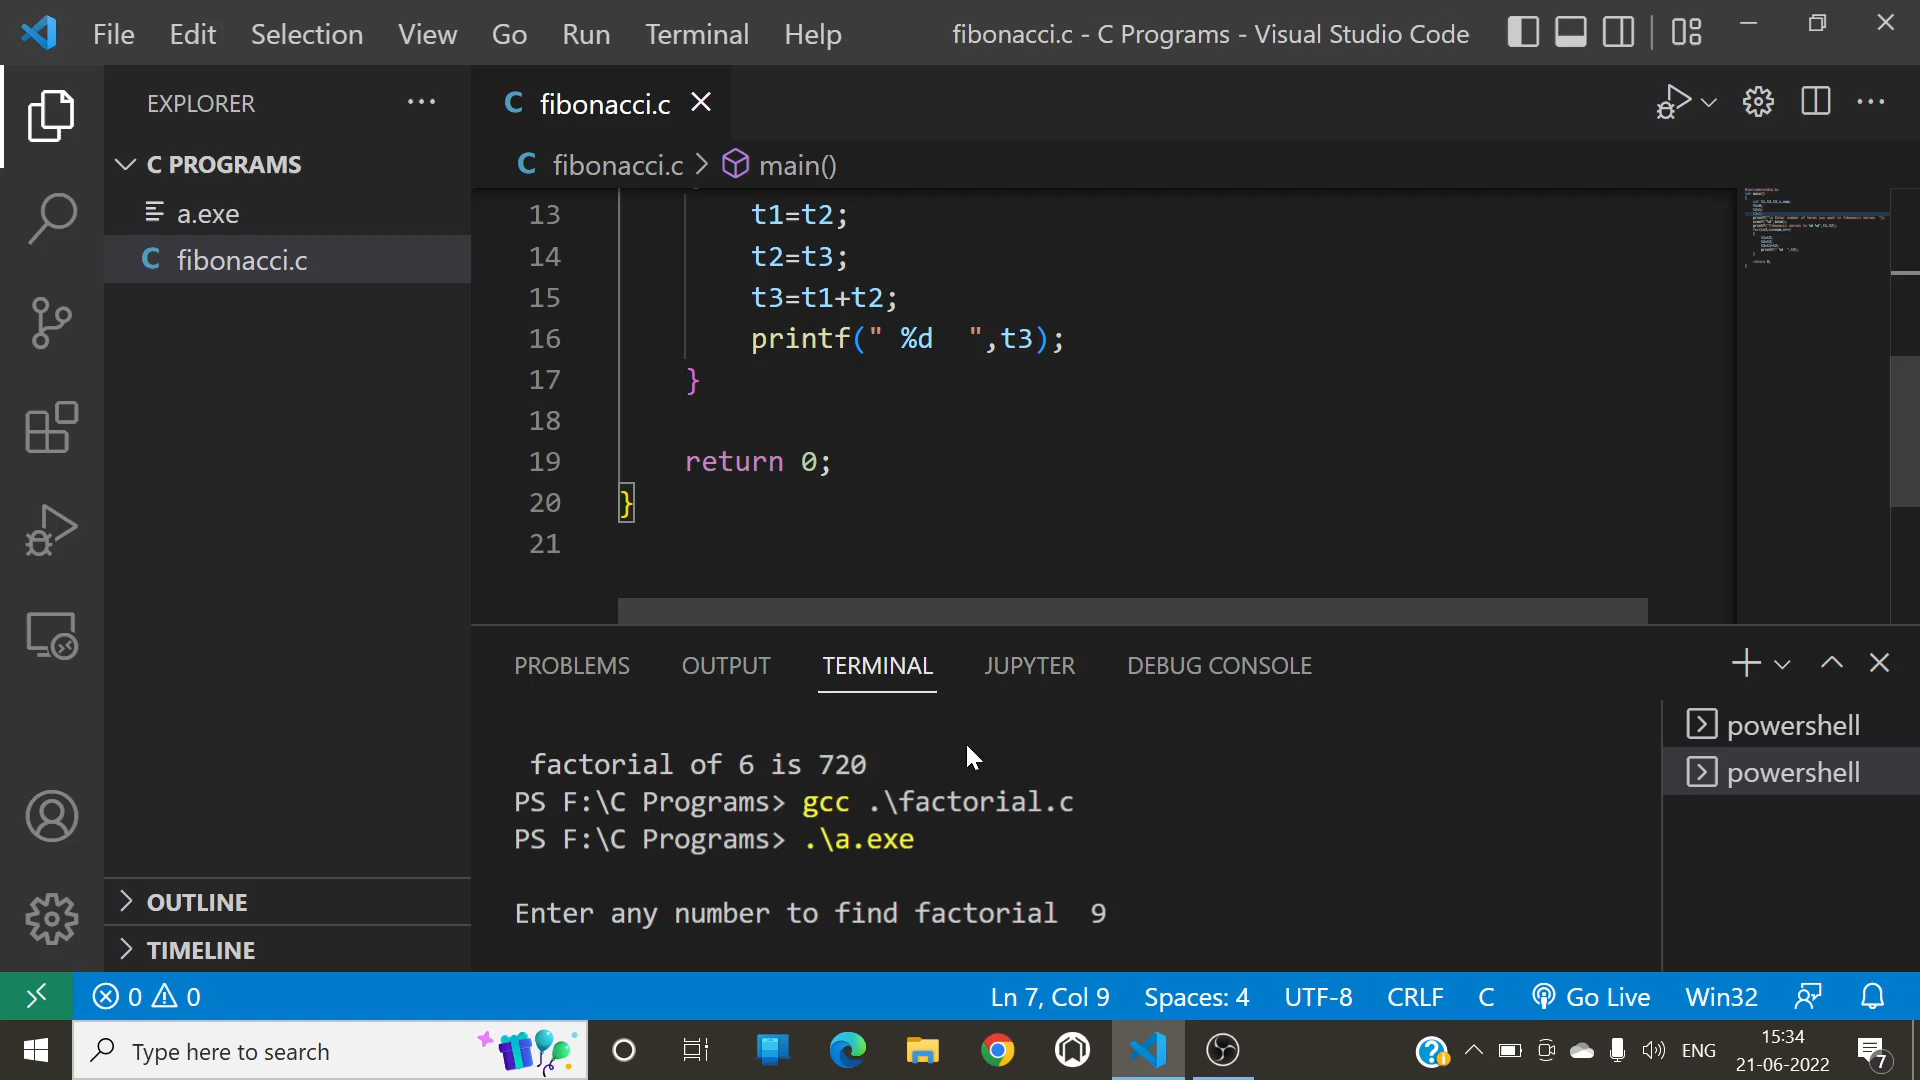 File Edit Selection View Go Run Terminal Help fibonacci.c - C Programs - Visual Studio Code
EXPLORER
C PROGRAMS
a.exe
C fibonacci.c
OUTLINE
TIMELINE
C fibonacci.c
C fibonacci.c > main()
13 t1=t2;
14 t2=t3;
15 t3=t1+t2;
16 printf(" %d  ",t3);
17 }
18
19 return 0;
20 }
21
PROBLEMS OUTPUT TERMINAL JUPYTER DEBUG CONSOLE
factorial of 6 is 720
PS F:\C Programs> gcc .\factorial.c
PS F:\C Programs> .\a.exe
Enter any number to find factorial  9
powershell
powershell
0 0 Ln 7, Col 9 Spaces: 4 UTF-8 CRLF C Go Live Win32
Type here to search
ENG
15:34
21-06-2022
7